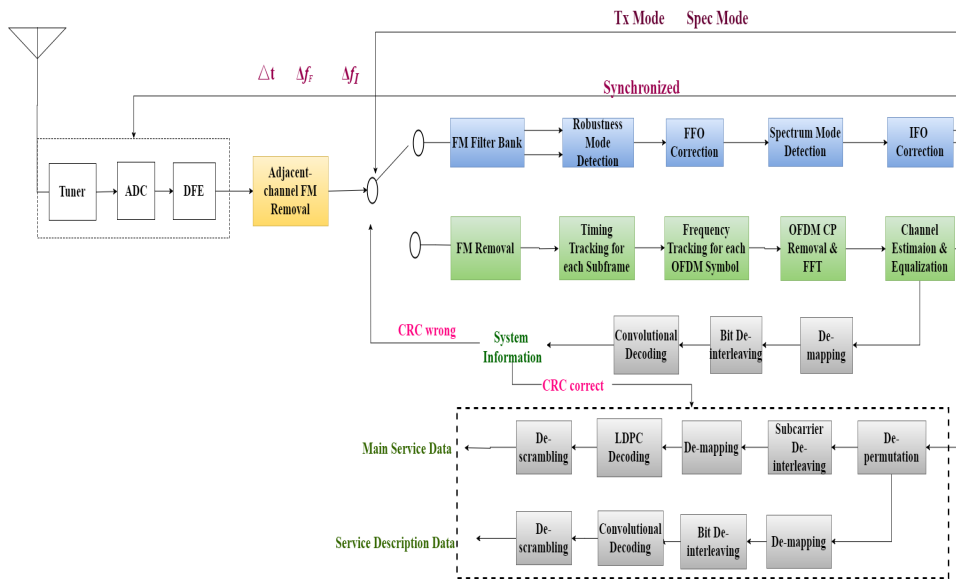 Tx Mode Spec Mode
△t Δf_F Δf_I
Synchronized
Tuner
ADC
DFE
Adjacent-
channel FM
Removal
FM Filter Bank
Robustness
Mode
Detection
FFO
Correction
Spectrum Mode
Detection
IFO
Correction
FM Removal
Timing
Tracking for
each Subframe
Frequency
Tracking for each
OFDM Symbol
OFDM CP
Removal &
FFT
Channel
Estimaion &
Equalization
CRC wrong
System
Information
Convolutional
Decoding
Bit De-
interleaving
De-
mapping
CRC correct
Main Service Data
De-
scrambling
LDPC
Decoding
De-mapping
Subcarrier
De-
interleaving
De-
permutation
Service Description Data
De-
scrambling
Convolutional
Decoding
Bit De-
interleaving
De-mapping